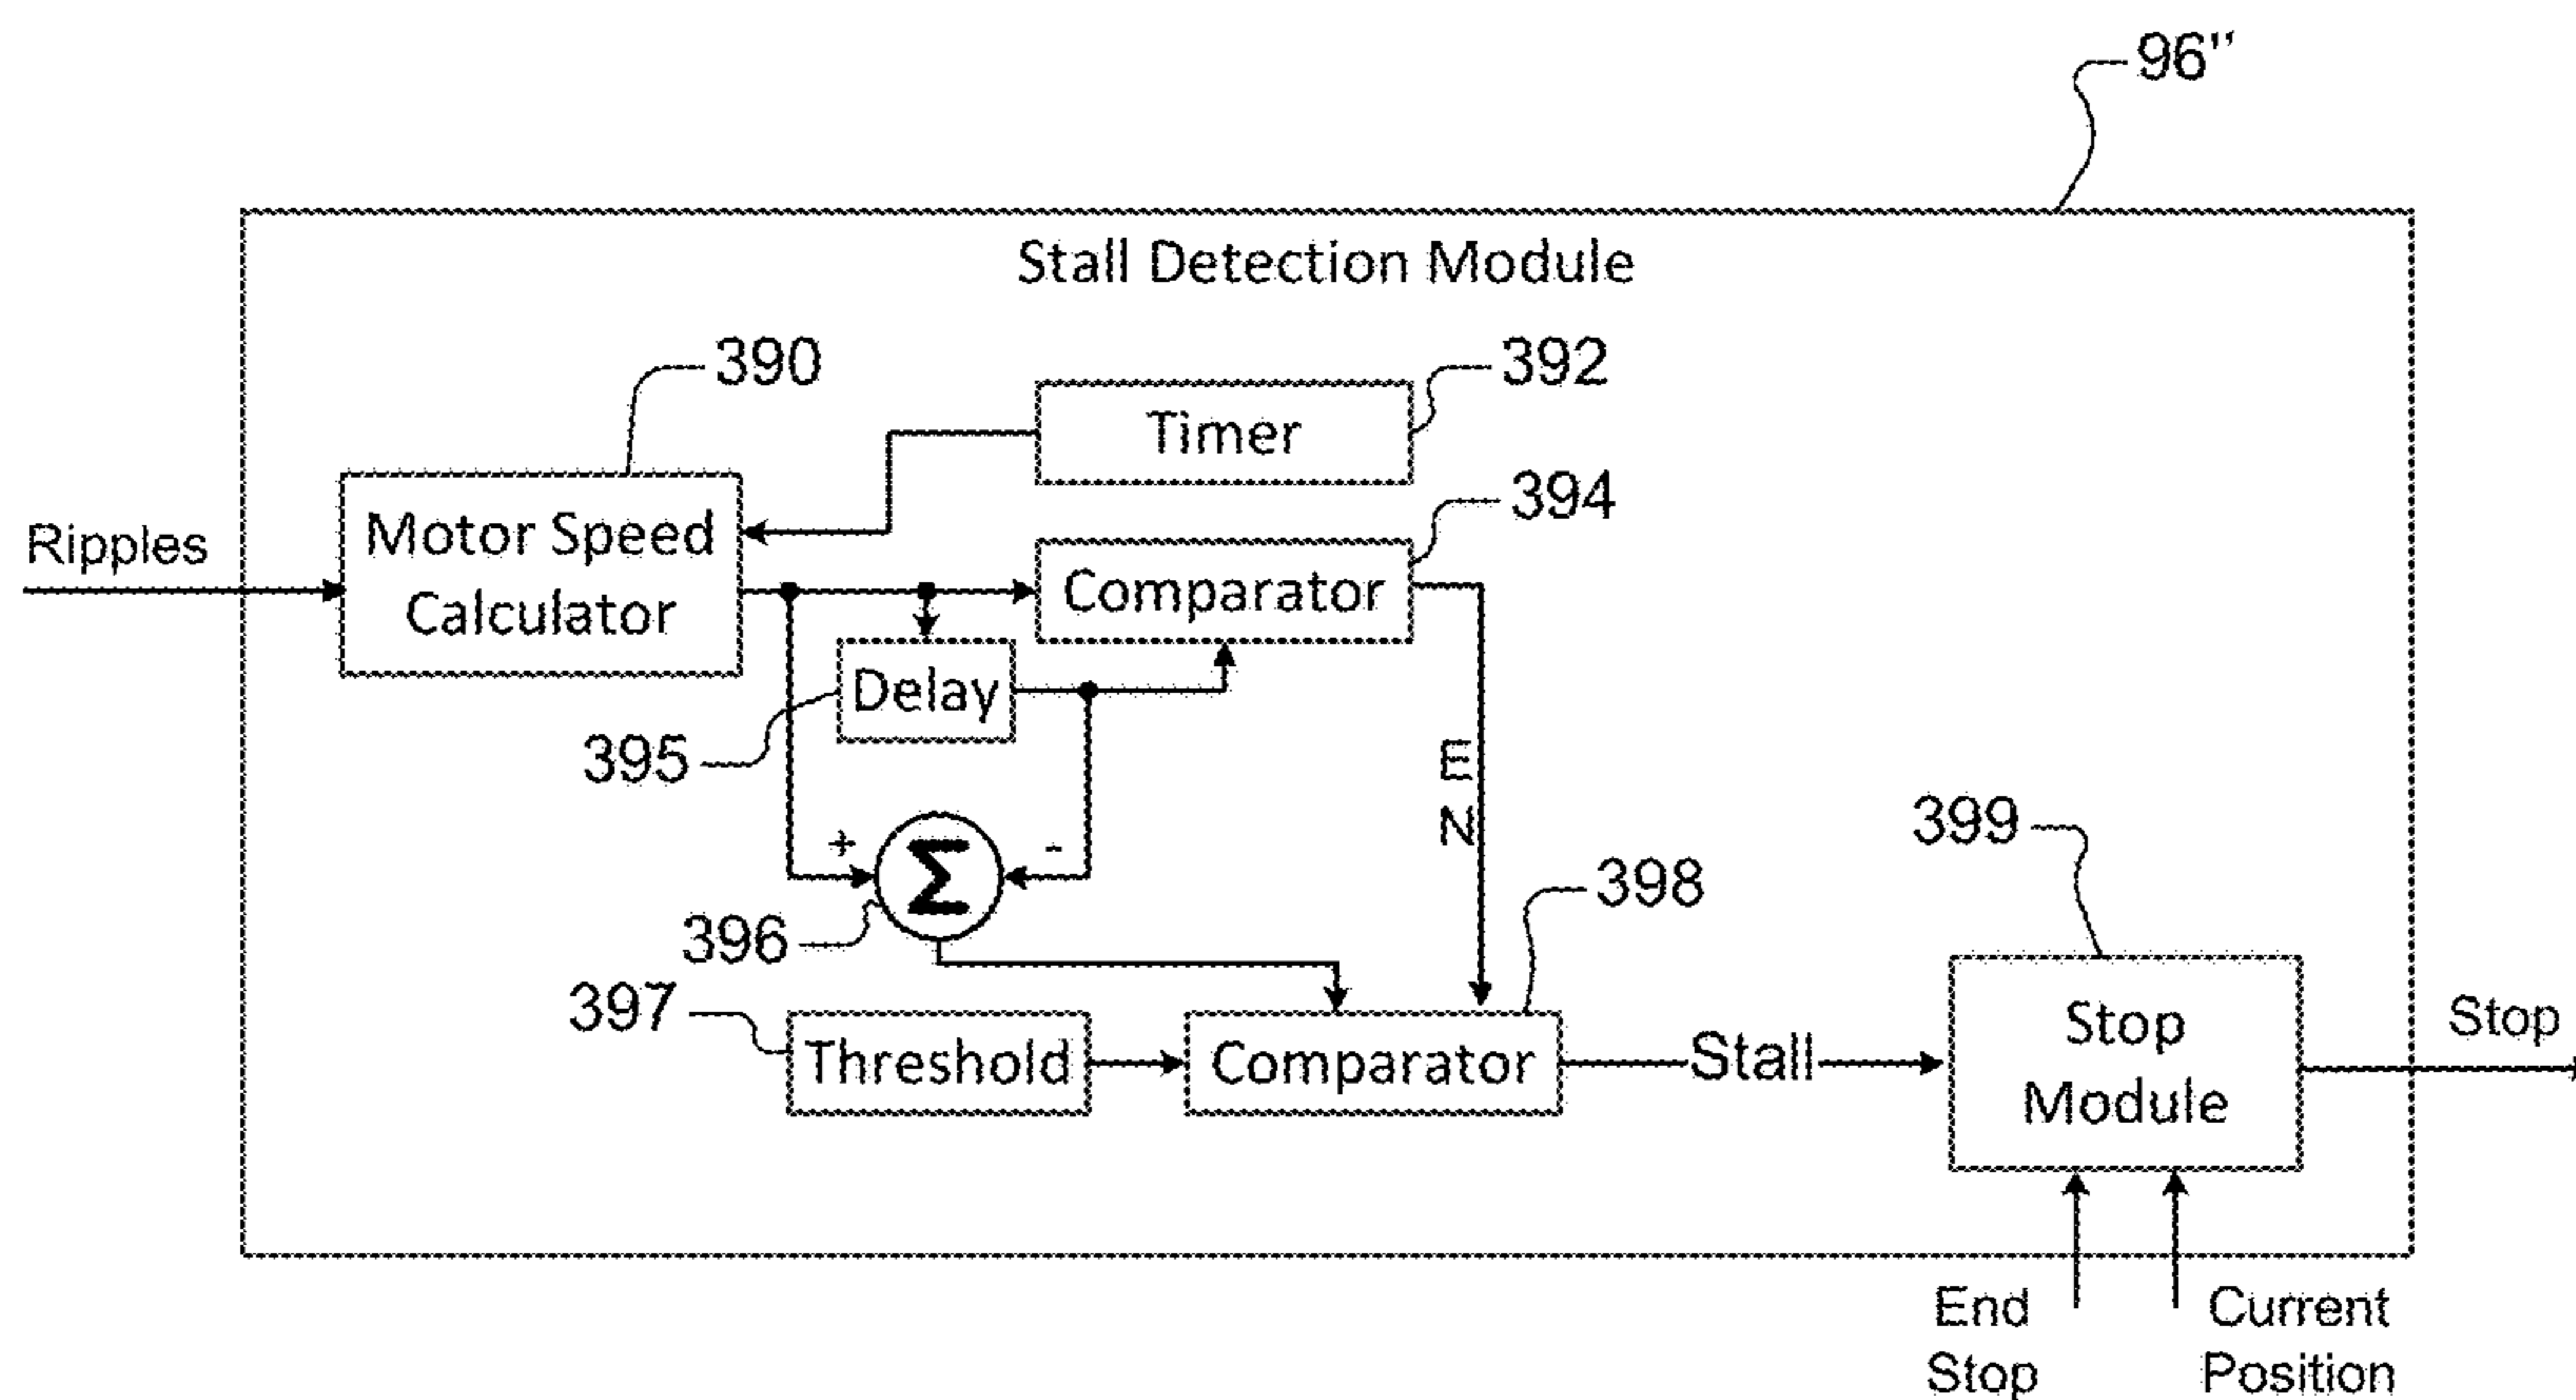 96"
Stall Detection Module
390
392
Timer
394
Ripples
Motor Speed
Calculator
Comparator
Delay
395
E
N
+
-
Σ
396
399
398
397
Threshold
Comparator
Stall
Stop
Module
Stop
End
Stop
Current
Position